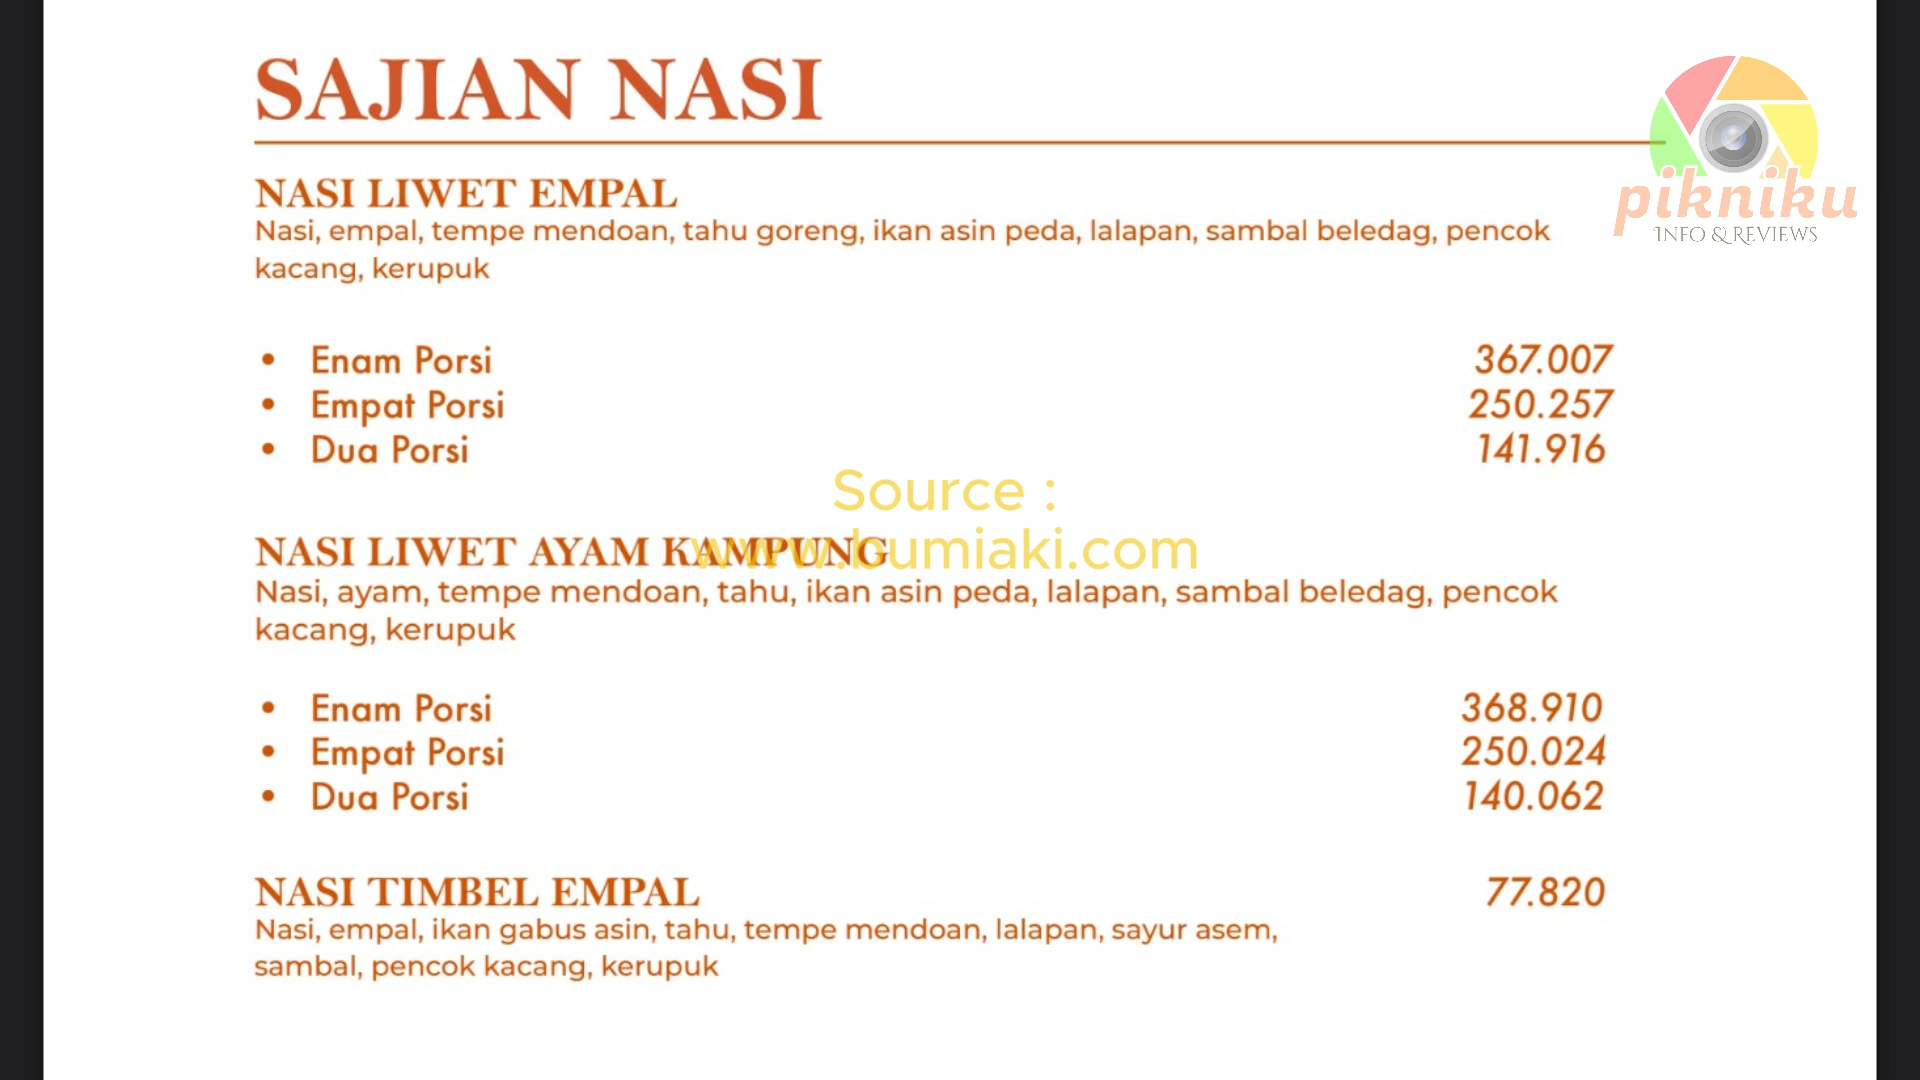 SAJIAN NASI
pikniku
INFO & REVIEWS
NASI LIWET EMPAL
Nasi, empal, tempe mendoan, tahu goreng, ikan asin peda, lalapan, sambal beledag, pencok
kacang, kerupuk
• Enam Porsi 367.007
• Empat Porsi 250.257
• Dua Porsi 141.916
Source :
www.bumiaki.com
NASI LIWET AYAM KAMPUNG
Nasi, ayam, tempe mendoan, tahu, ikan asin peda, lalapan, sambal beledag, pencok
kacang, kerupuk
• Enam Porsi 368.910
• Empat Porsi 250.024
• Dua Porsi 140.062
NASI TIMBEL EMPAL 77.820
Nasi, empal, ikan gabus asin, tahu, tempe mendoan, lalapan, sayur asem,
sambal, pencok kacang, kerupuk